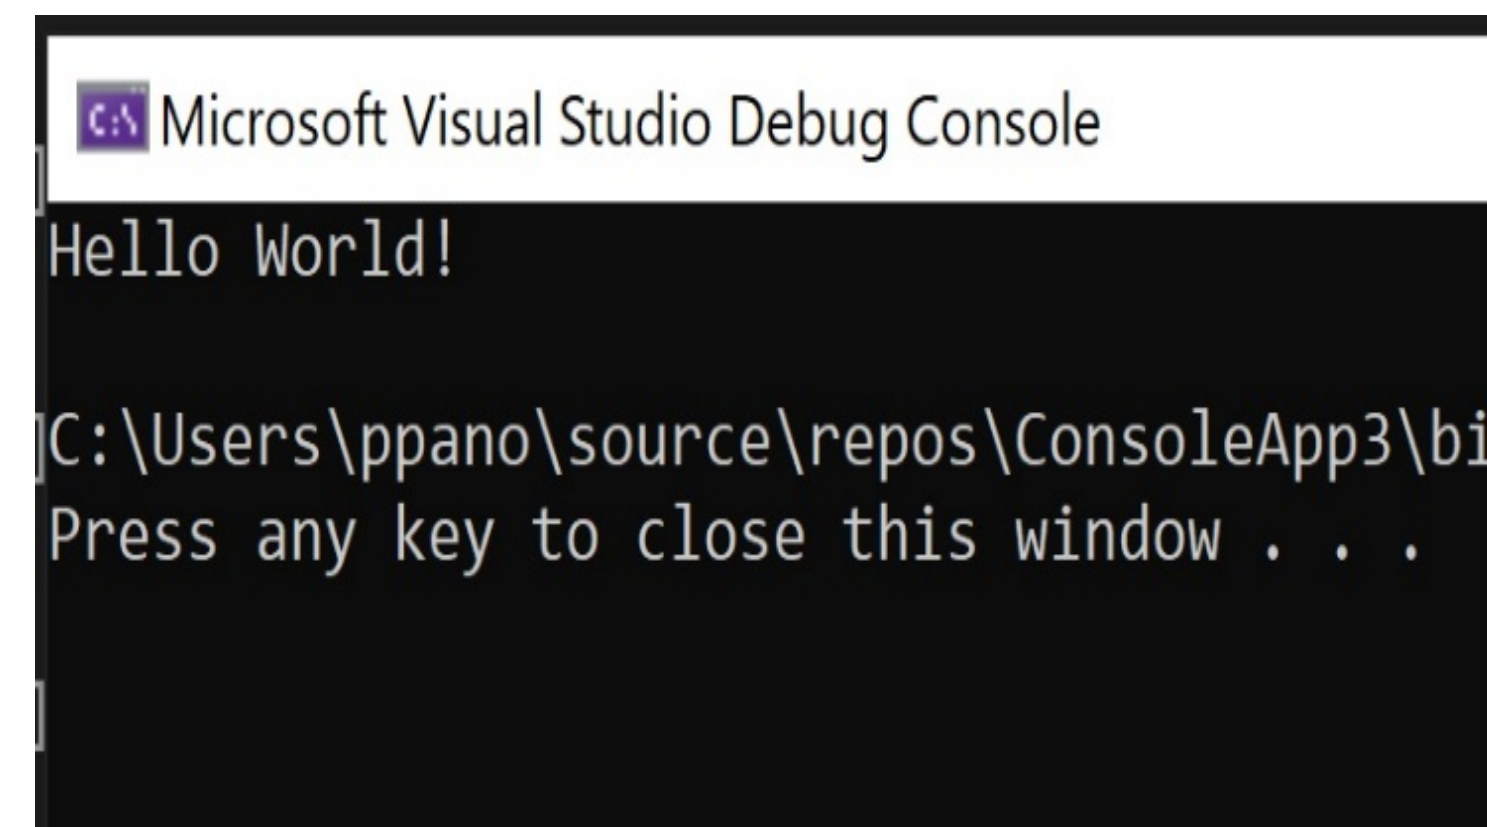 C:\ Microsoft Visual Studio Debug Console
Hello World!
C:\Users\ppano\source\repos\ConsoleApp3\bi
Press any key to close this window . . .